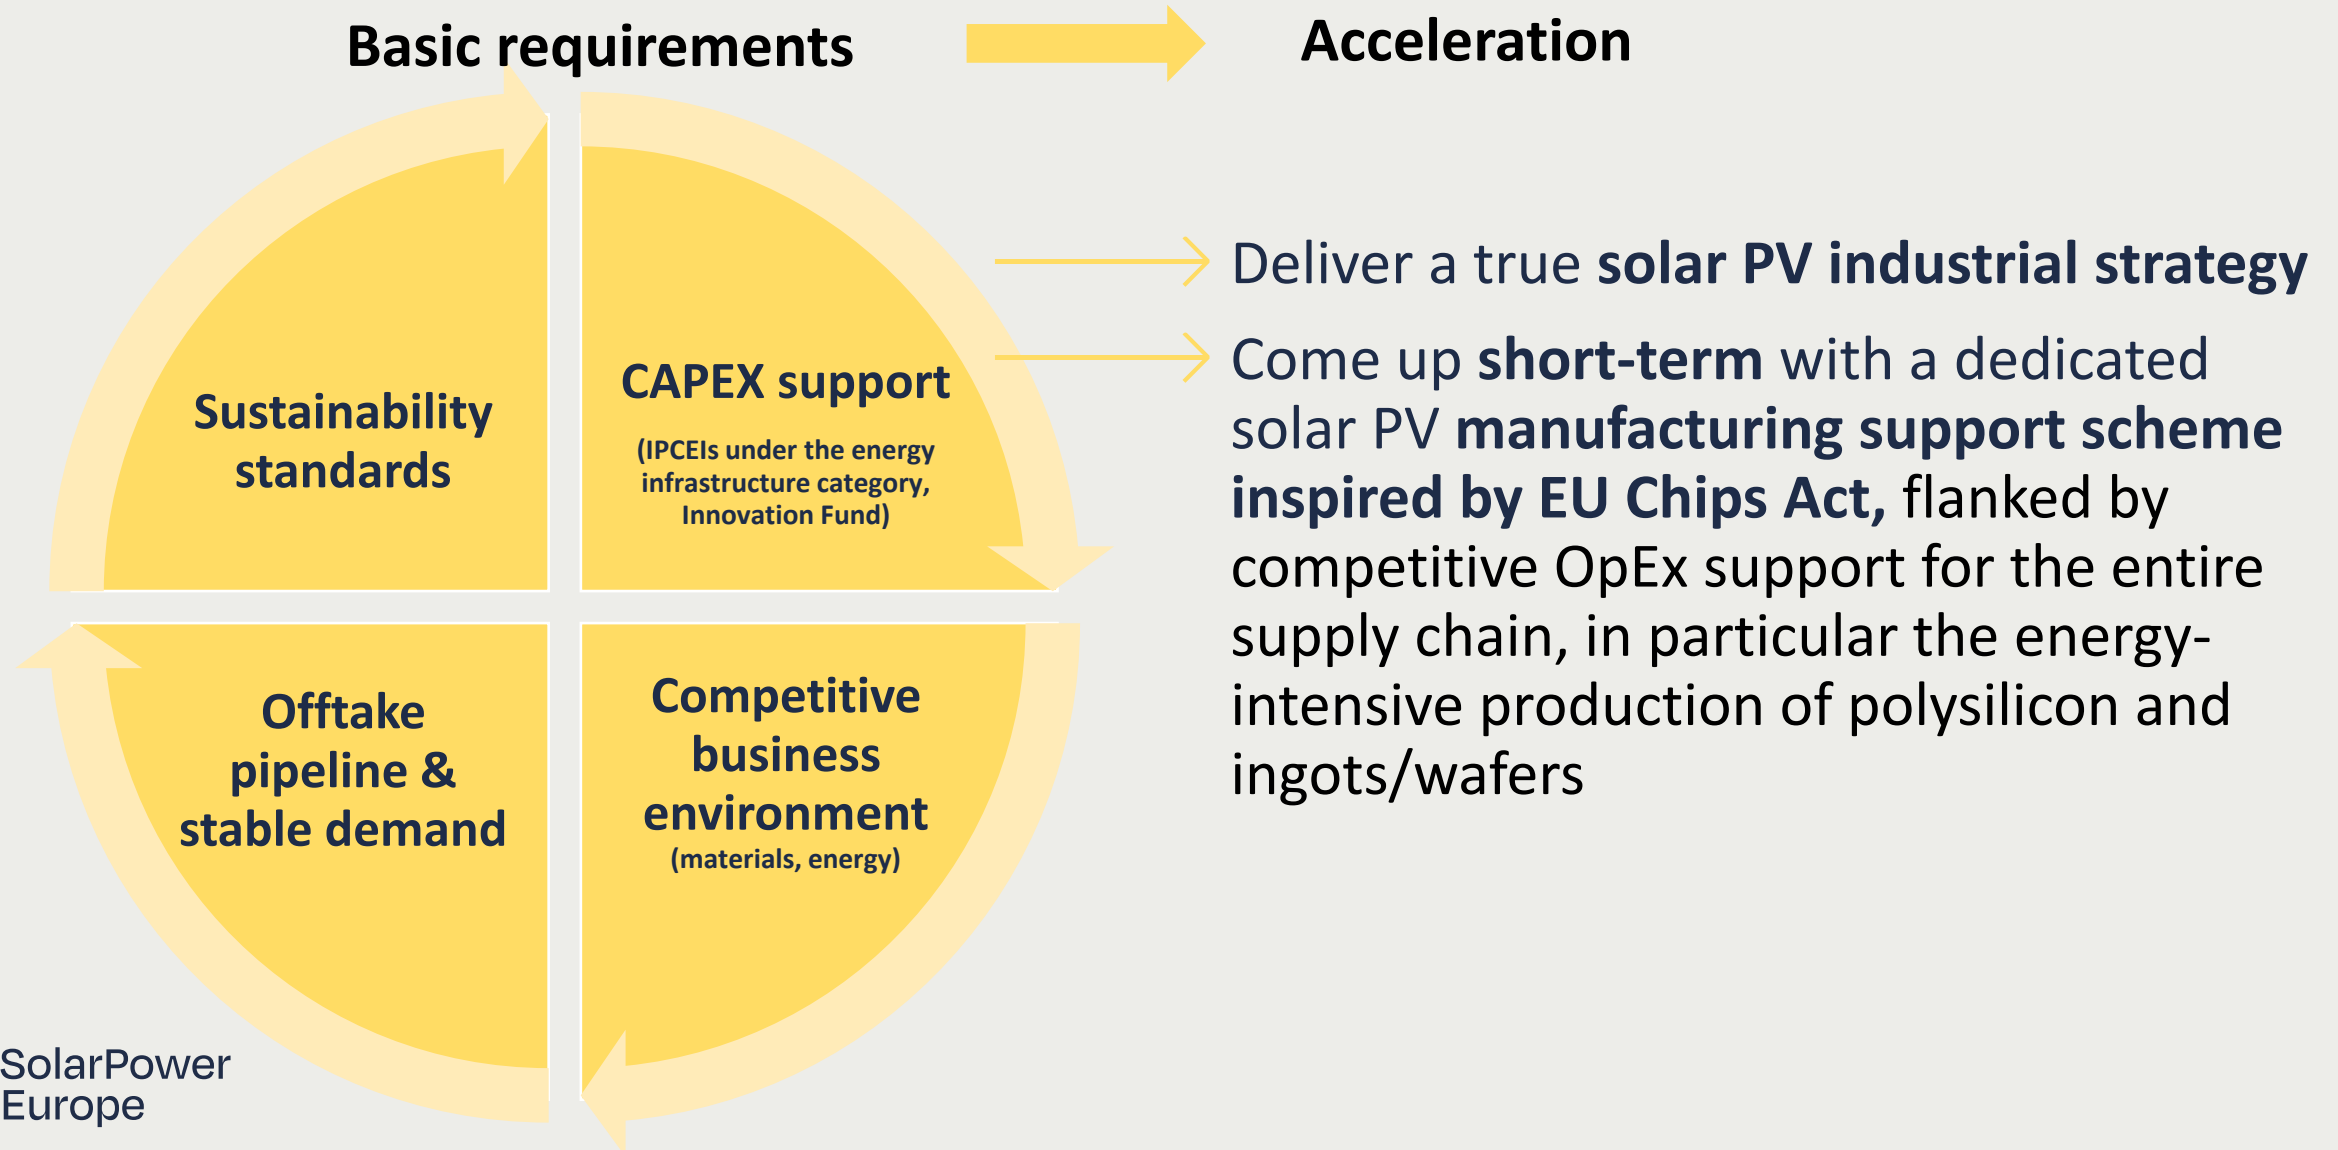 Basic requirements
Acceleration
Sustainability
standards
CAPEX support
(IPCEIs under the energy
infrastructure category,
Innovation Fund)
Offtake
pipeline &
stable demand
Competitive
business
environment
(materials, energy)
Deliver a true solar PV industrial strategy
Come up short-term with a dedicated
solar PV manufacturing support scheme
inspired by EU Chips Act, flanked by
competitive OpEx support for the entire
supply chain, in particular the energy-
intensive production of polysilicon and
ingots/wafers
SolarPower
Europe